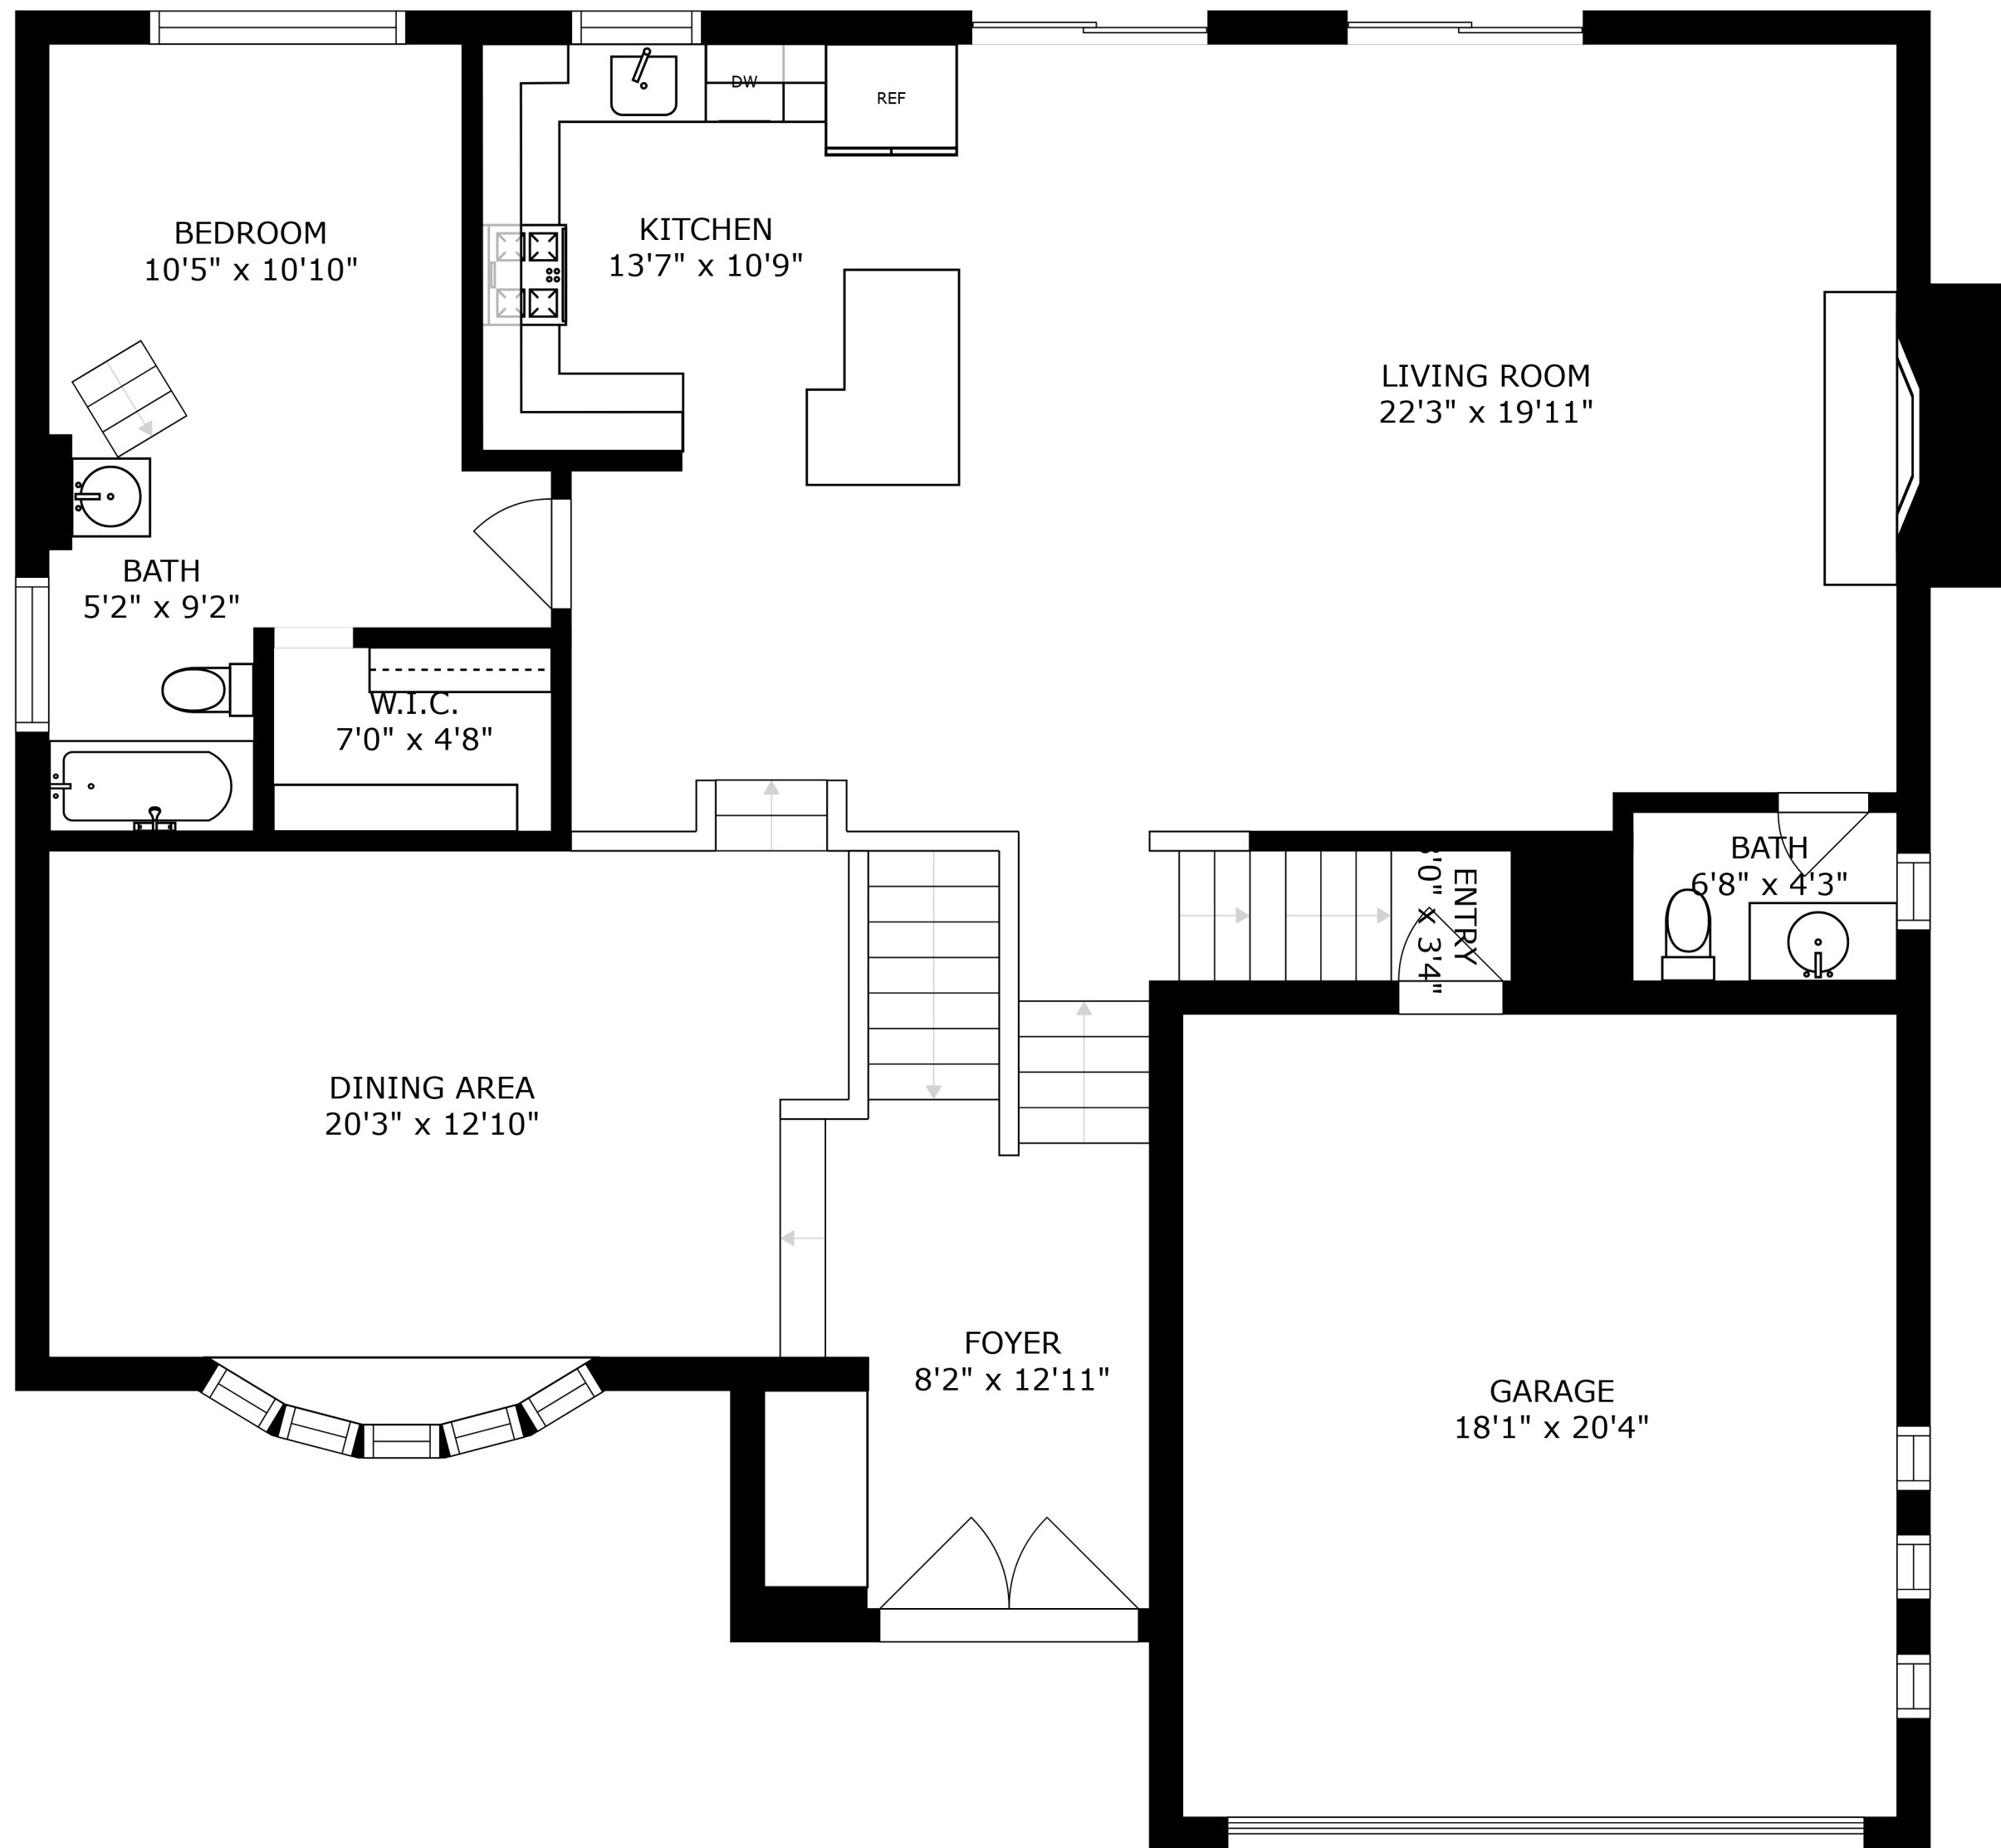 DW
REF
BEDROOM
10'5" x 10'10"
KITCHEN
13'7" x 10'9"
LIVING ROOM
22'3" x 19'11"
BATH
5'2" x 9'2"
W.I.C.
7'0" x 4'8"
BATH
6'8" x 4'3"
ENTRY
x 3'4"
DINING AREA
20'3" x 12'10"
FOYER
8'2" x 12'11"
GARAGE
18'1" x 20'4"